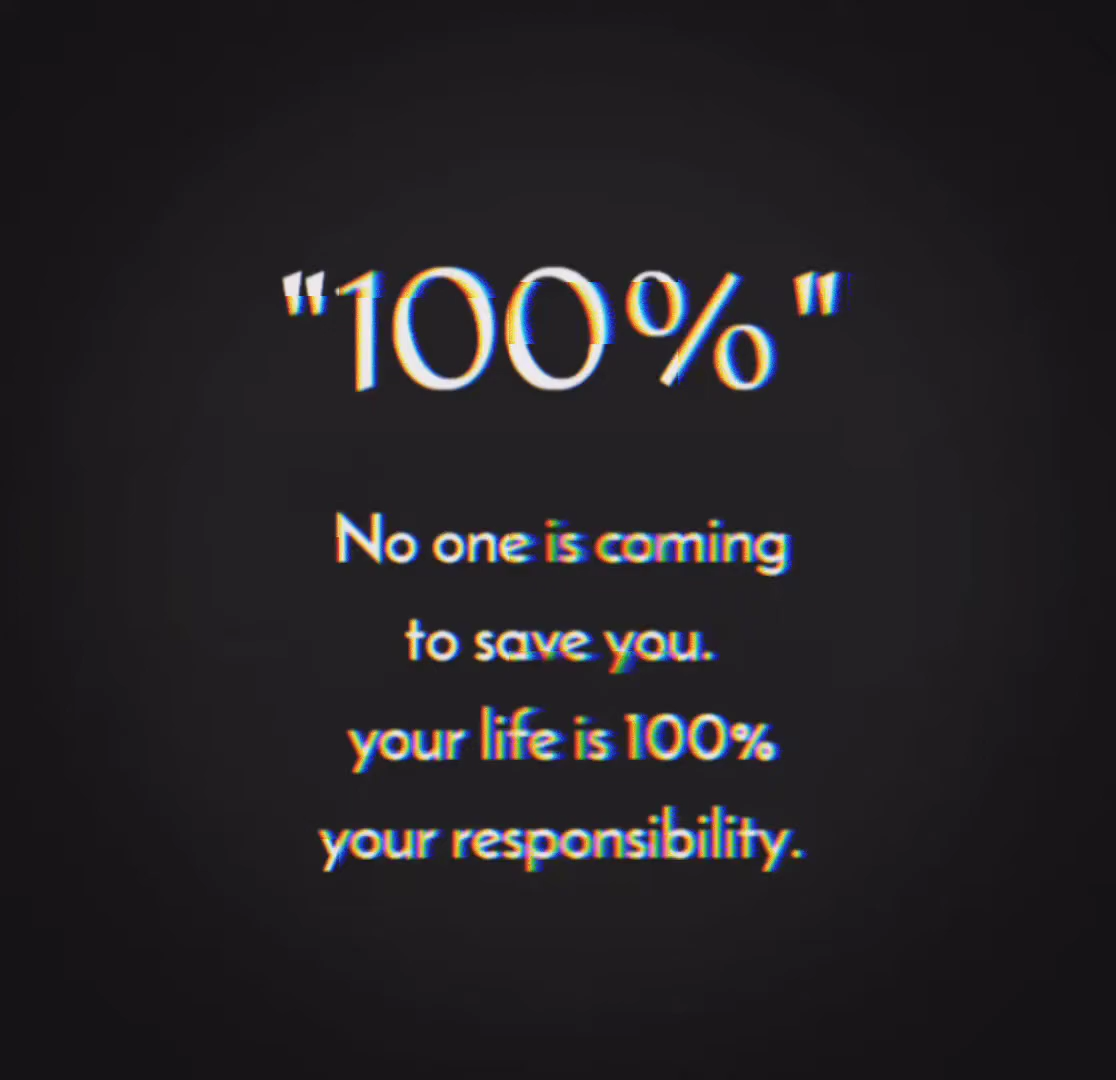 "100%"
No one is coming
to save you.
your life is 100%
your responsibility.